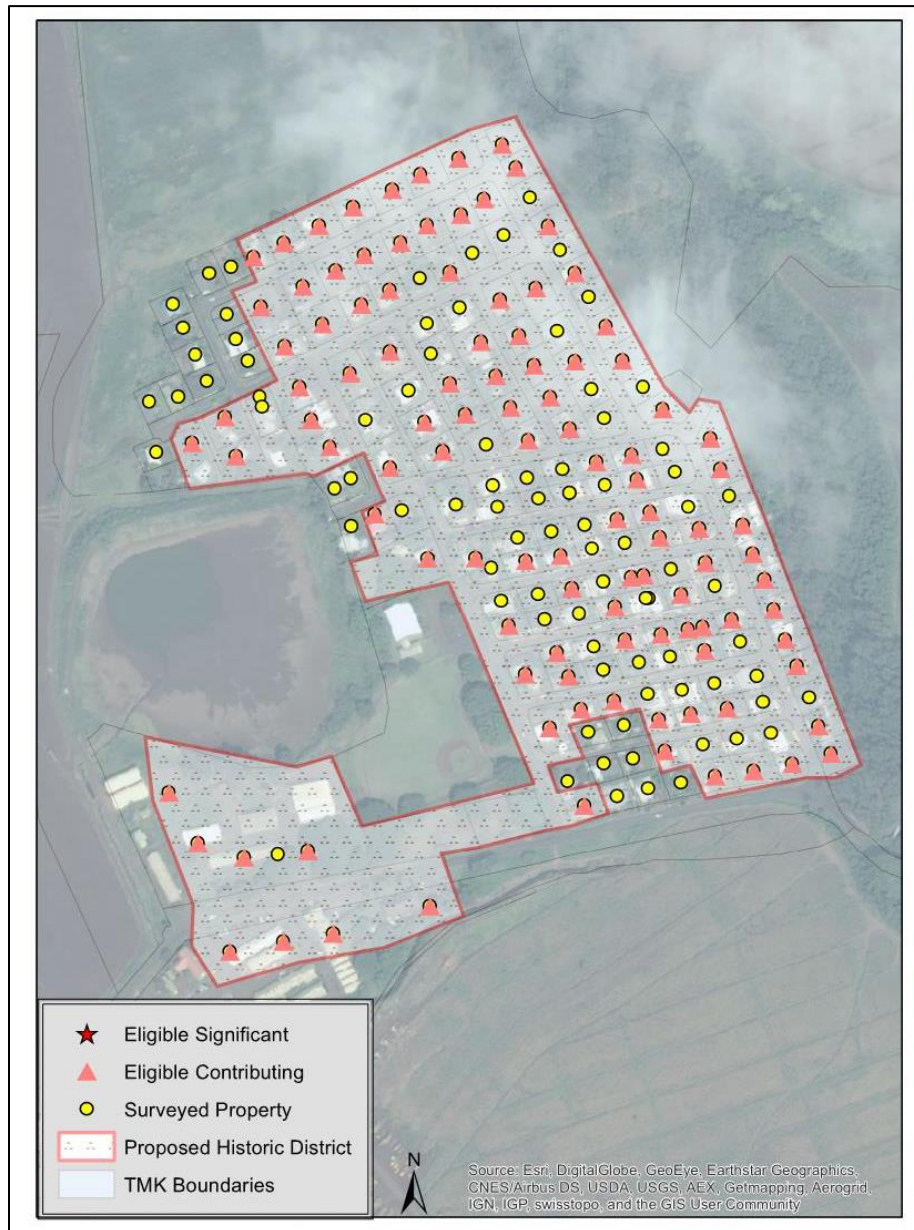 Eligible Significant
Eligible Contributing
Surveyed Property
Proposed Historic District
TMK Boundaries
N
Source: Esri, DigitalGlobe, GeoEye, Earthstar Geographics,
CNES/Airbus DS, USDA, USGS, AEX, Getmapping, Aerogrid,
IGN, IGP, swisstopo, and the GIS User Community